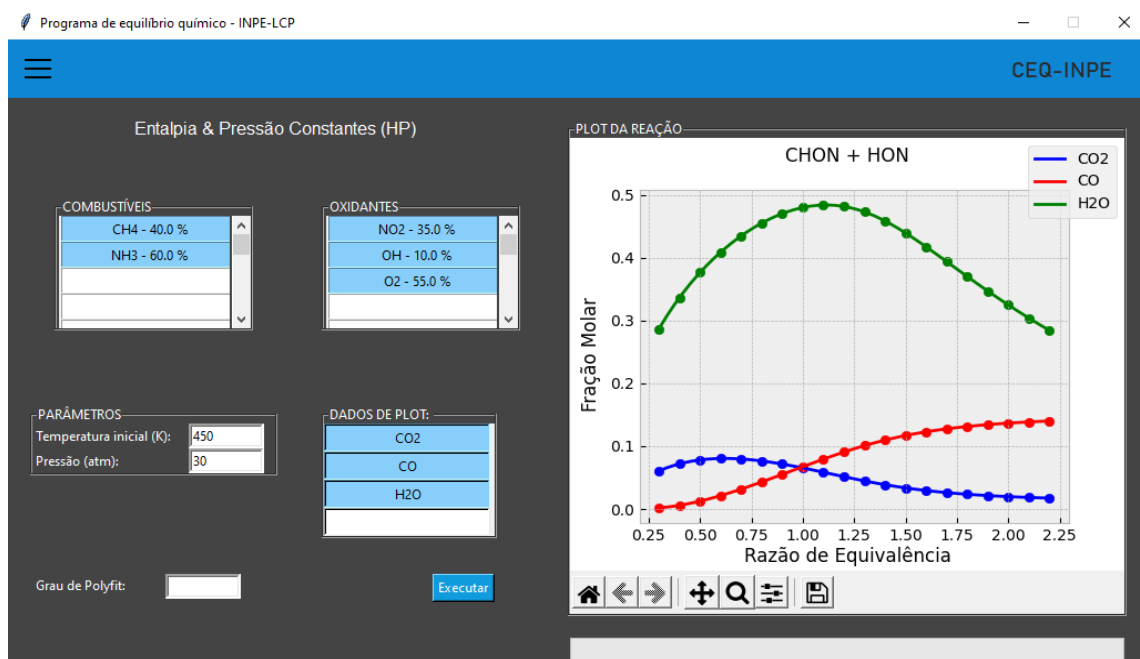 Programa de equilíbrio químico - INPE-LCP
CEQ-INPE
Entalpia & Pressão Constantes (HP)
COMBUSTÍVEIS
CH4 - 40.0 %
NH3 - 60.0 %
OXIDANTES
NO2 - 35.0 %
OH - 10.0 %
O2 - 55.0 %
PARÂMETROS
Temperatura inicial (K): 450
Pressão (atm): 30
DADOS DE PLOT:
CO2
CO
H2O
Grau de Polyfit:
Executar
PLOT DA REAÇÃO
CHON + HON
CO2
CO
H2O
Fração Molar
0.5
0.4
0.3
0.2
0.1
0.0
0.25 0.50 0.75 1.00 1.25 1.50 1.75 2.00 2.25
Razão de Equivalência